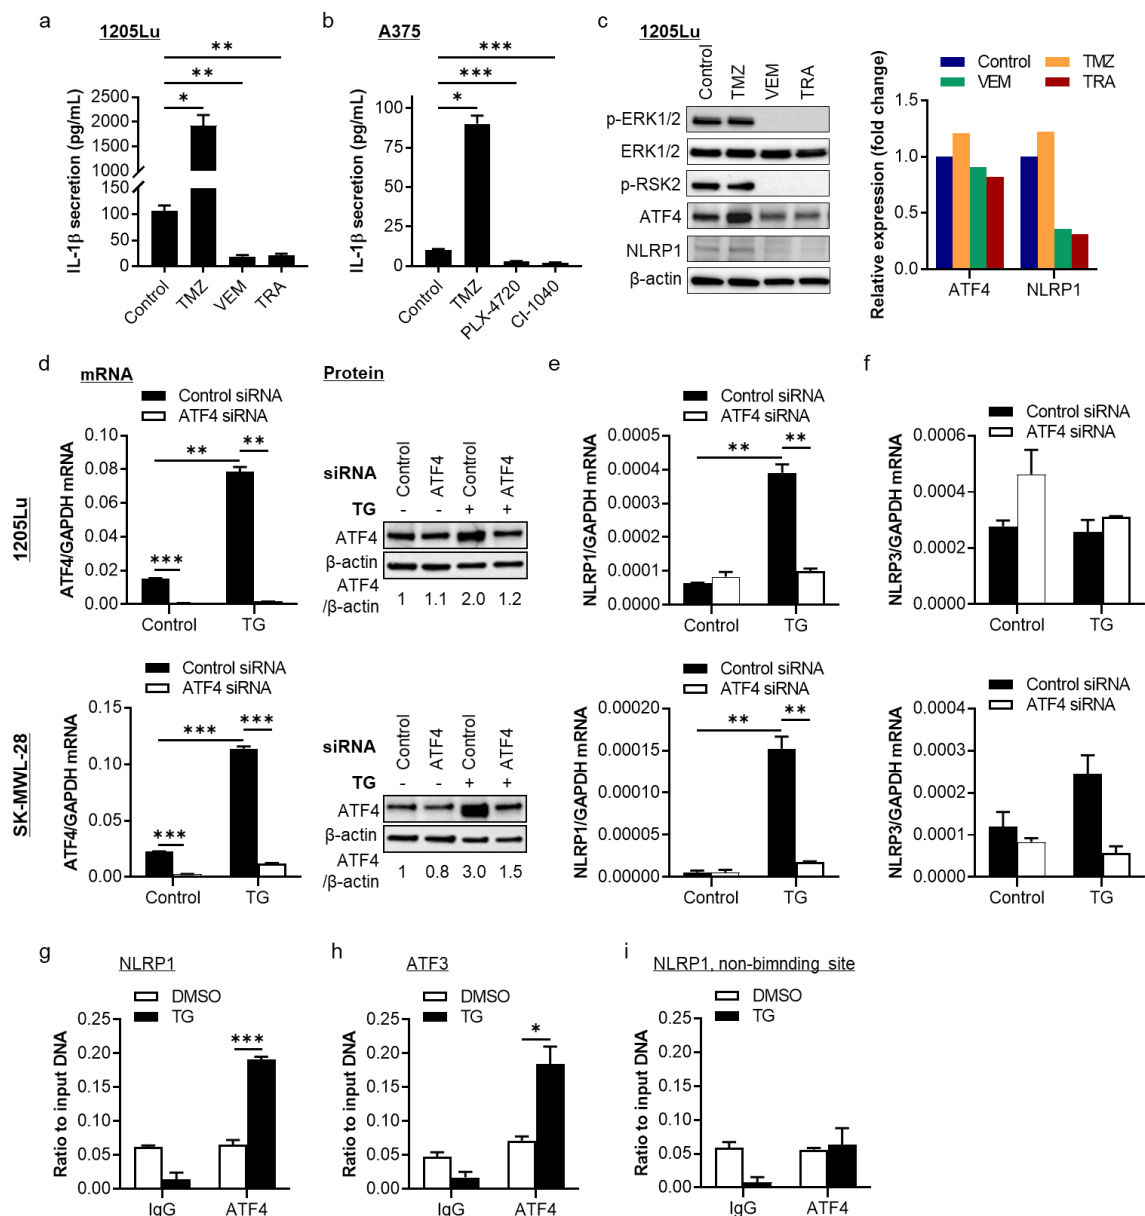 a
1205Lu
IL-1β secretion (pg/mL)
2500
2000
1500
1000
150
100
50
0
**
**
*
Control
TMZ
VEM
TRA
b
A375
IL-1β secretion (pg/mL)
100
75
50
25
0
***
***
*
Control
TMZ
PLX-4720
CI-1040
c
1205Lu
Control
TMZ
VEM
TRA
p-ERK1/2
ERK1/2
p-RSK2
ATF4
NLRP1
β-actin
Control
TMZ
VEM
TRA
Relative expression (fold change)
1.5
1.0
0.5
0.0
ATF4
NLRP1
d
mRNA
Protein
1205Lu
Control siRNA
ATF4 siRNA
ATF4/GAPDH mRNA
0.10
0.08
0.06
0.04
0.02
0.00
**
**
***
Control
TG
siRNA
Control
ATF4
Control
ATF4
TG
- - + +
ATF4
β-actin
ATF4
/β-actin
1 1.1 2.0 1.2
SK-MWL-28
Control siRNA
ATF4 siRNA
ATF4/GAPDH mRNA
0.15
0.10
0.05
0.00
***
***
***
Control
TG
siRNA
Control
ATF4
Control
ATF4
TG
- - + +
ATF4
β-actin
ATF4
/β-actin
1 0.8 3.0 1.5
e
Control siRNA
ATF4 siRNA
NLRP1/GAPDH mRNA
0.0005
0.0004
0.0003
0.0002
0.0001
0.0000
**
**
Control
TG
Control siRNA
ATF4 siRNA
NLRP1/GAPDH mRNA
0.00020
0.00015
0.00010
0.00005
0.00000
**
**
Control
TG
f
Control siRNA
ATF4 siRNA
NLRP3/GAPDH mRNA
0.0006
0.0004
0.0002
0.0000
Control
TG
Control siRNA
ATF4 siRNA
NLRP3/GAPDH mRNA
0.0004
0.0003
0.0002
0.0001
0.0000
Control
TG
g
NLRP1
DMSO
TG
Ratio to input DNA
0.25
0.20
0.15
0.10
0.05
0.00
***
IgG
ATF4
h
ATF3
DMSO
TG
Ratio to input DNA
0.25
0.20
0.15
0.10
0.05
0.00
*
IgG
ATF4
i
NLRP1, non-bimnding site
DMSO
TG
Ratio to input DNA
0.25
0.20
0.15
0.10
0.05
0.00
IgG
ATF4